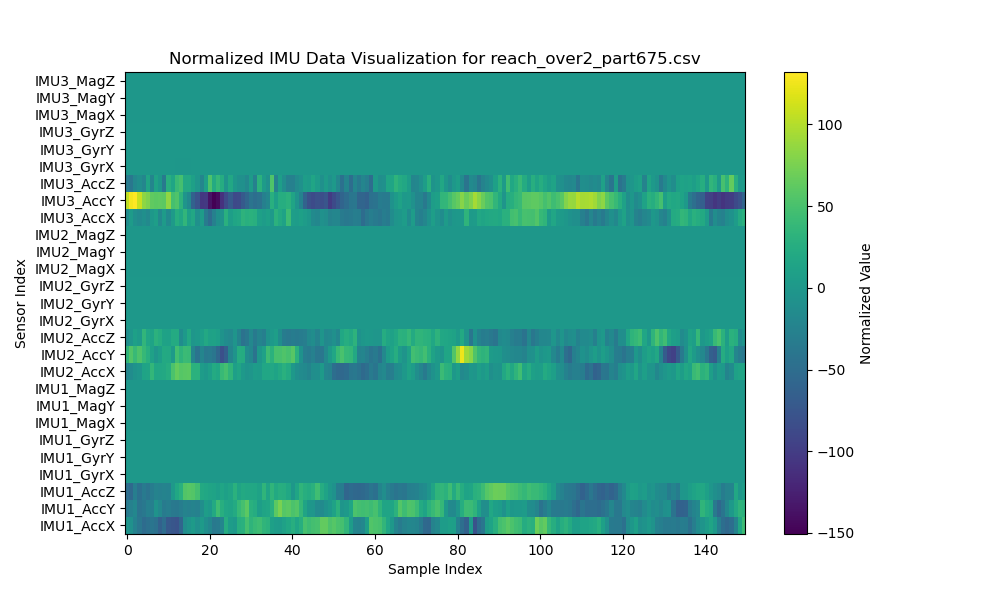 Normalized IMU Data Visualization for reach_over2_part675.csv
IMU3_MagZ
IMU3_MagY
IMU3_MagX
IMU3_GyrZ
IMU3_GyrY
IMU3_GyrX
IMU3_AccZ
IMU3_AccY
IMU3_AccX
IMU2_MagZ
IMU2_MagY
IMU2_MagX
IMU2_GyrZ
IMU2_GyrY
IMU2_GyrX
IMU2_AccZ
IMU2_AccY
IMU2_AccX
IMU1_MagZ
IMU1_MagY
IMU1_MagX
IMU1_GyrZ
IMU1_GyrY
IMU1_GyrX
IMU1_AccZ
IMU1_AccY
IMU1_AccX
Sensor Index
0 20 40 60 80 100 120 140
Sample Index
100
50
0
−50
−100
−150
Normalized Value